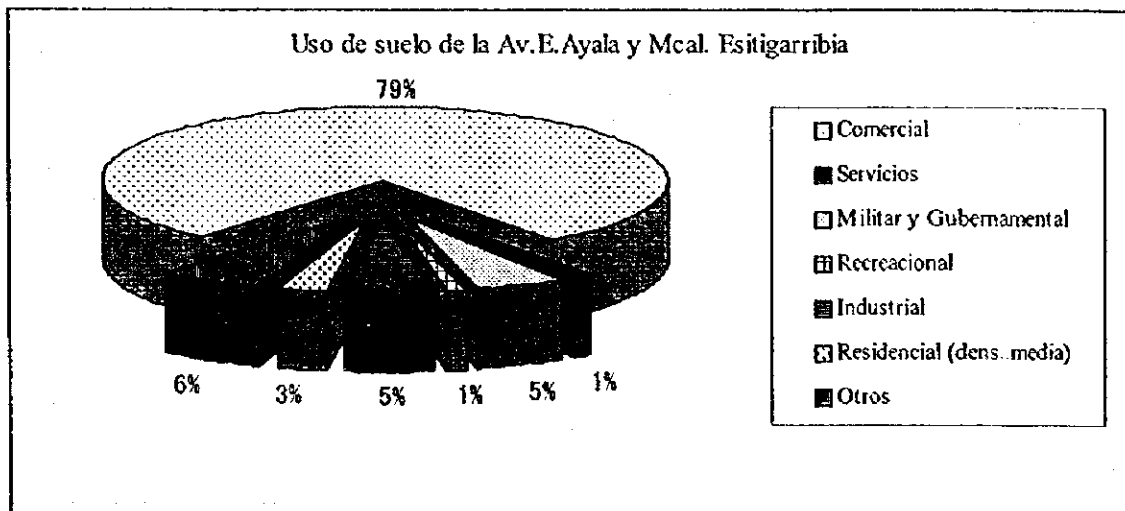 Uso de suelo de la Av.E.Ayala y Mcal. Esitigarribia
79%
Comercial
Servicios
Militar y Gubernamental
Recreacional
Industrial
Residencial (dens..media)
Otros
6%
3%
5%
1%
5%
1%